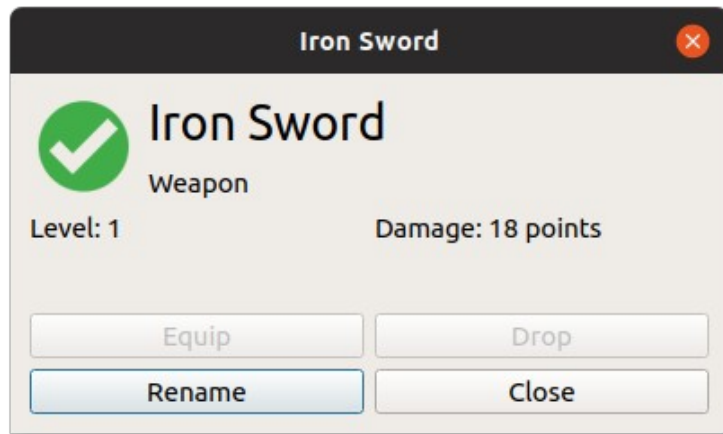 Iron Sword
Iron Sword
Weapon
Level: 1
Damage: 18 points
Equip
Drop
Rename
Close